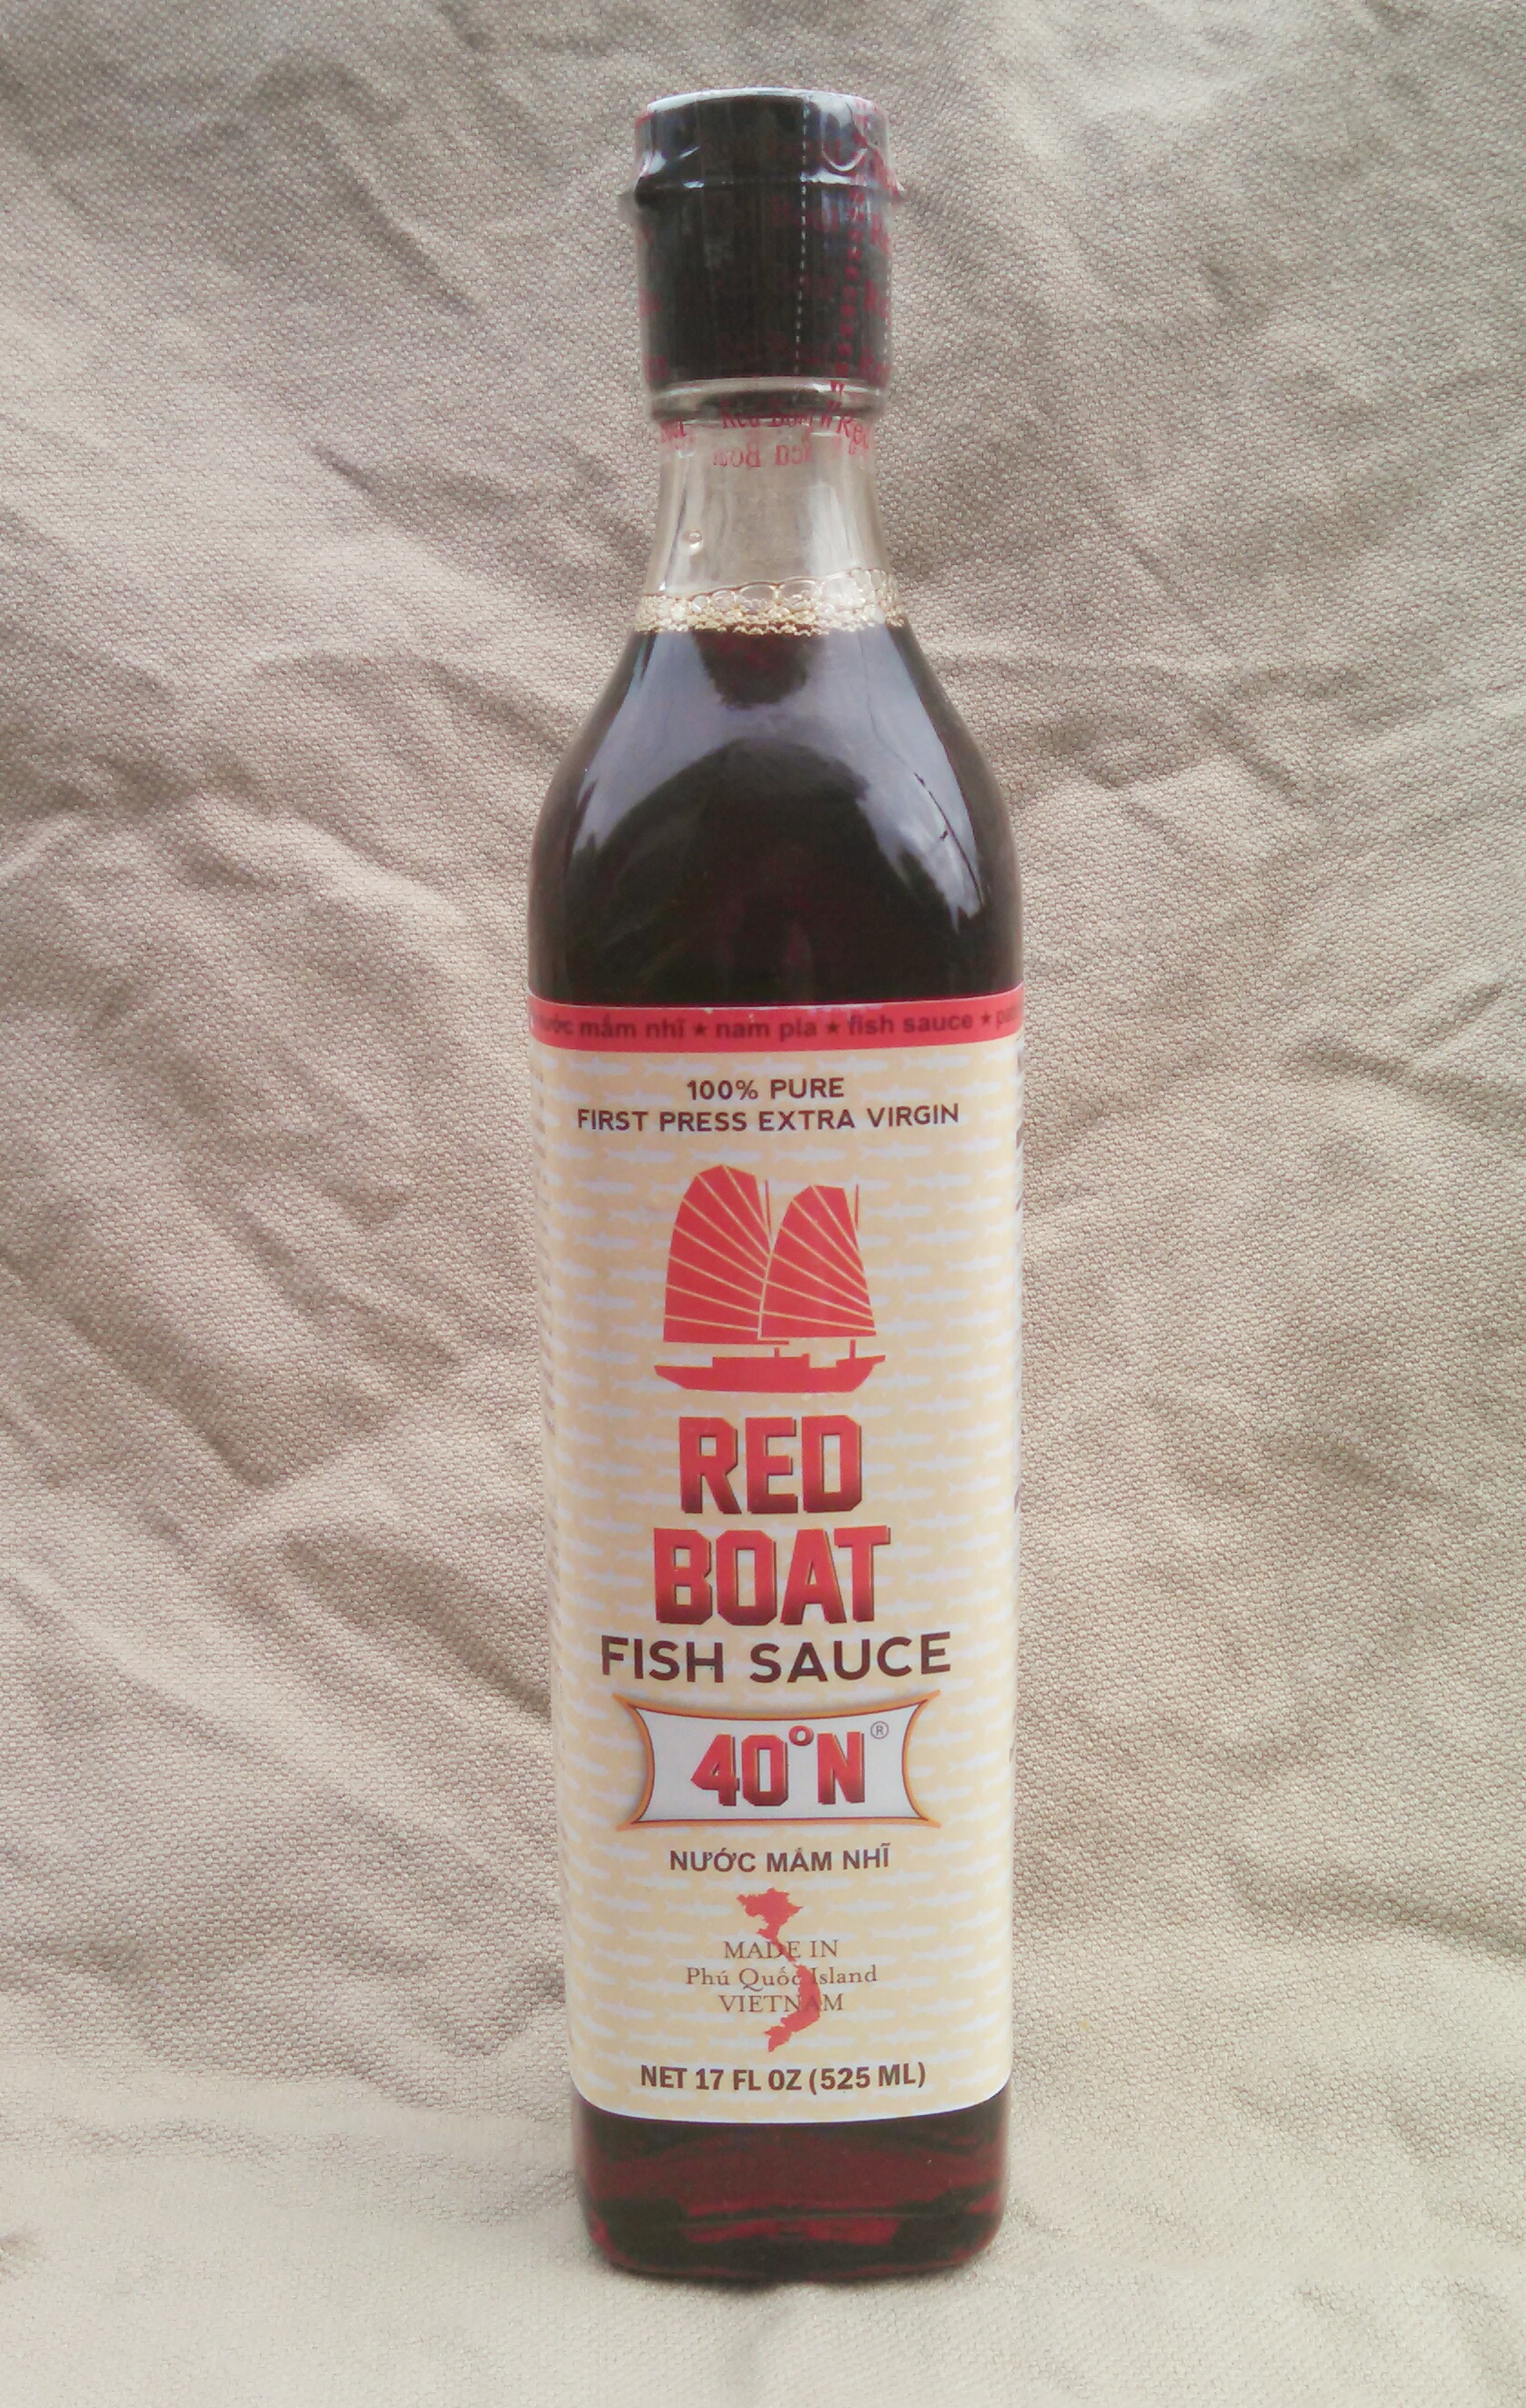 Red Boat
mắm nhĩ ★ nam pla ★ fish sauce ★
100% PURE
FIRST PRESS EXTRA VIRGIN
RED
BOAT
FISH SAUCE
40°N®
NƯỚC MẮM NHĨ
MADE IN
Phú Quốc Island
VIETNAM
NET 17 FL OZ (525 ML)